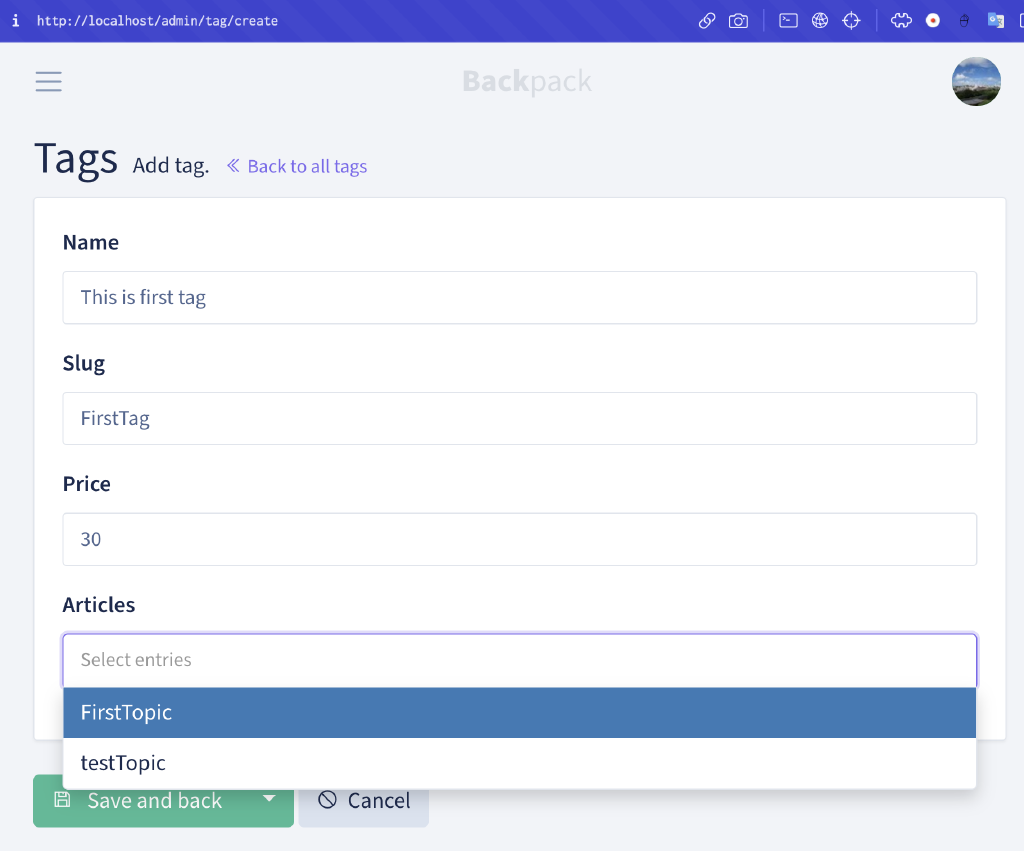 http://localhost/admin/tag/create
Backpack
Tags Add tag. « Back to all tags
Name
This is first tag
Slug
FirstTag
Price
30
Articles
Select entries
FirstTopic
testTopic
Save and back
Cancel